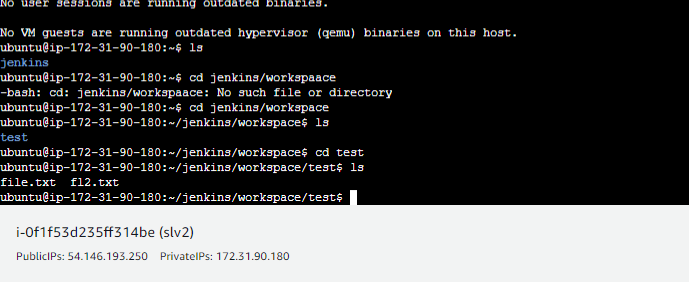 No user sessions are running outdated binaries.
No VM guests are running outdated hypervisor (qemu) binaries on this host.
ubuntu@ip-172-31-90-180:~$ ls
jenkins
ubuntu@ip-172-31-90-180:~$ cd jenkins/workspaace
-bash: cd: jenkins/workspaace: No such file or directory
ubuntu@ip-172-31-90-180:~$ cd jenkins/workspace
ubuntu@ip-172-31-90-180:~/jenkins/workspace$ ls
test
ubuntu@ip-172-31-90-180:~/jenkins/workspace$ cd test
ubuntu@ip-172-31-90-180:~/jenkins/workspace/test$ ls
file.txt  fl2.txt
ubuntu@ip-172-31-90-180:~/jenkins/workspace/test$
i-0f1f53d235ff314be (slv2)
PublicIPs: 54.146.193.250 PrivateIPs: 172.31.90.180